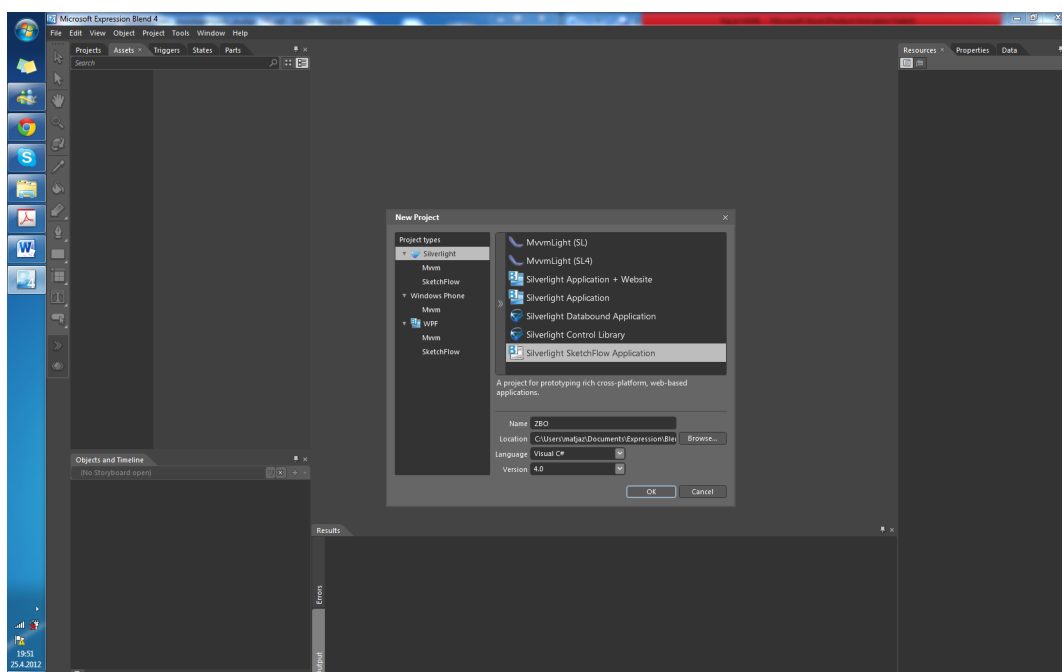 Microsoft Expression Blend 4
File Edit View Object Project Tools Window Help
Projects Assets × Triggers States Parts
Search
Resources × Properties Data
New Project
Project types
Silverlight
Mvvm
SketchFlow
Windows Phone
Mvvm
WPF
Mvvm
SketchFlow
MvvmLight (SL)
MvvmLight (SL4)
Silverlight Application + Website
Silverlight Application
Silverlight Databound Application
Silverlight Control Library
Silverlight SketchFlow Application
A project for prototyping rich cross-platform, web-based
applications.
Name ZBO
Location C:\Users\matjaz\Documents\Expression\Ble Browse...
Language Visual C#
Version 4.0
OK Cancel
Objects and Timeline
(No Storyboard open)
Results
Errors
Output
19:51
25.4.2012